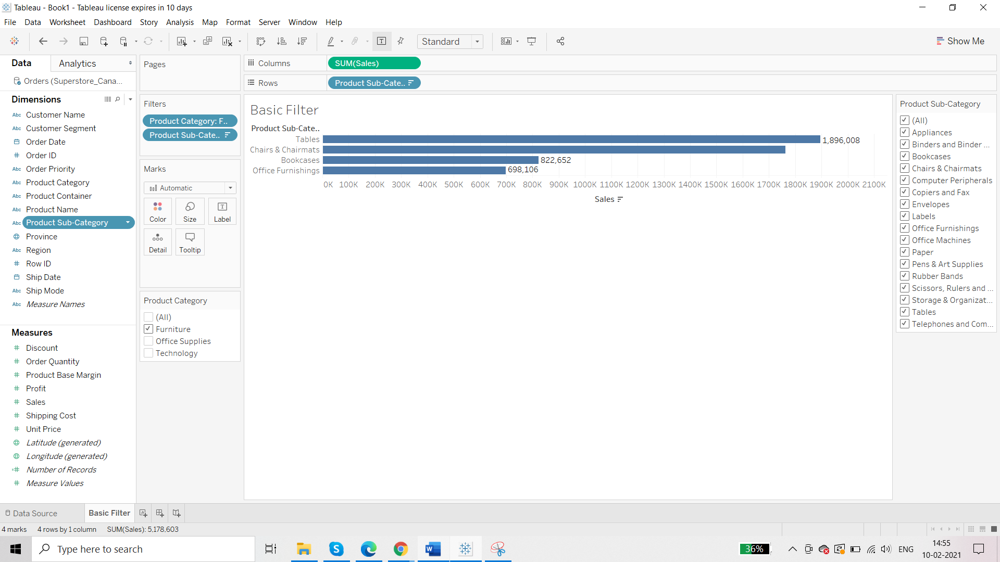 Tableau - Book1 - Tableau license expires in 10 days
File Data Worksheet Dashboard Story Analysis Map Format Server Window Help
Standard
Show Me
Data Analytics
Orders (Superstore_Cana...
Dimensions
Abc Customer Name
Abc Customer Segment
Order Date
# Order ID
Abc Order Priority
Abc Product Category
Abc Product Container
Abc Product Name
Abc Product Sub-Category
Province
Abc Region
# Row ID
Ship Date
Abc Ship Mode
Abc Measure Names
Measures
# Discount
# Order Quantity
# Product Base Margin
# Profit
# Sales
# Shipping Cost
# Unit Price
Latitude (generated)
Longitude (generated)
=# Number of Records
# Measure Values
Pages
Filters
Product Category: F..
Product Sub-Cate..
Marks
Automatic
Color Size Label
Detail Tooltip
Product Category
(All)
Furniture
Office Supplies
Technology
Columns SUM(Sales)
Rows Product Sub-Cate..
Basic Filter
Product Sub-Cate..
Tables 1,896,008
Chairs & Chairmats
Bookcases 822,652
Office Furnishings 698,106
0K 100K 200K 300K 400K 500K 600K 700K 800K 900K 1000K 1100K 1200K 1300K 1400K 1500K 1600K 1700K 1800K 1900K 2000K 2100K
Sales
Product Sub-Category
(All)
Appliances
Binders and Binder ...
Bookcases
Chairs & Chairmats
Computer Peripherals
Copiers and Fax
Envelopes
Labels
Office Furnishings
Office Machines
Paper
Pens & Art Supplies
Rubber Bands
Scissors, Rulers and ...
Storage & Organizat...
Tables
Telephones and Com...
Data Source Basic Filter
4 marks 4 rows by 1 column SUM(Sales): 5,178,603
Type here to search
36%
ENG
14:55
10-02-2021